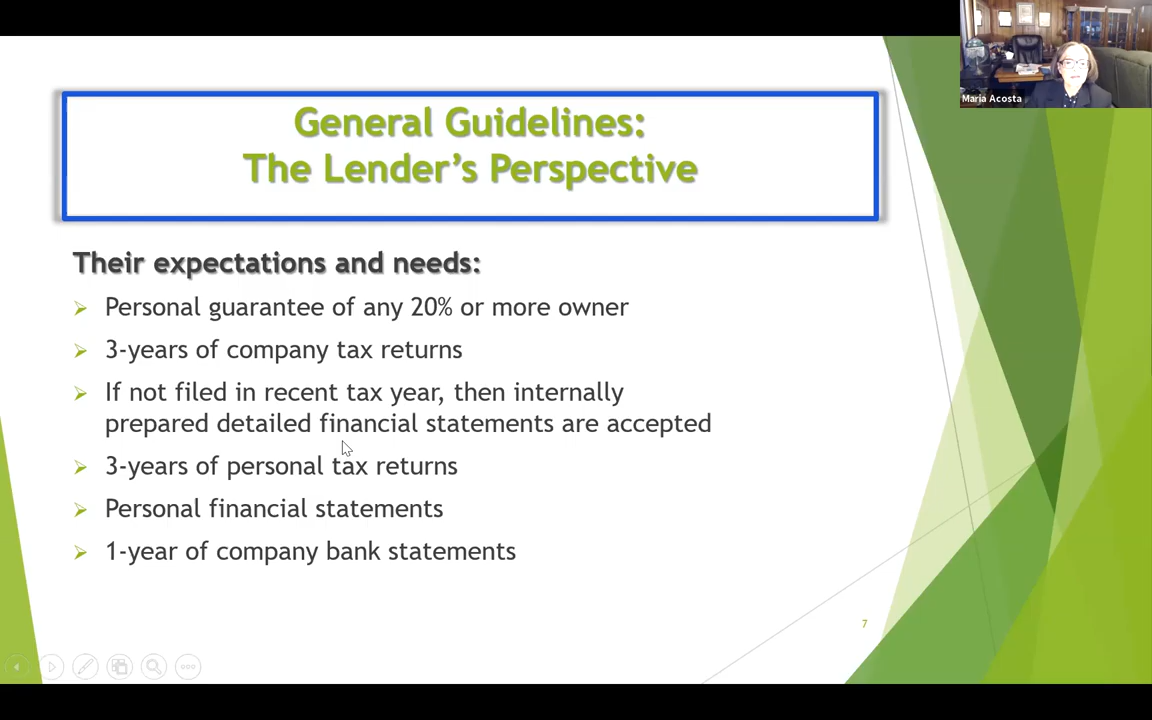 Maria Acosta
General Guidelines:
The Lender's Perspective
Their expectations and needs:
Personal guarantee of any 20% or more owner
3-years of company tax returns
If not filed in recent tax year, then internally
prepared detailed financial statements are accepted
3-years of personal tax returns
Personal financial statements
1-year of company bank statements
7